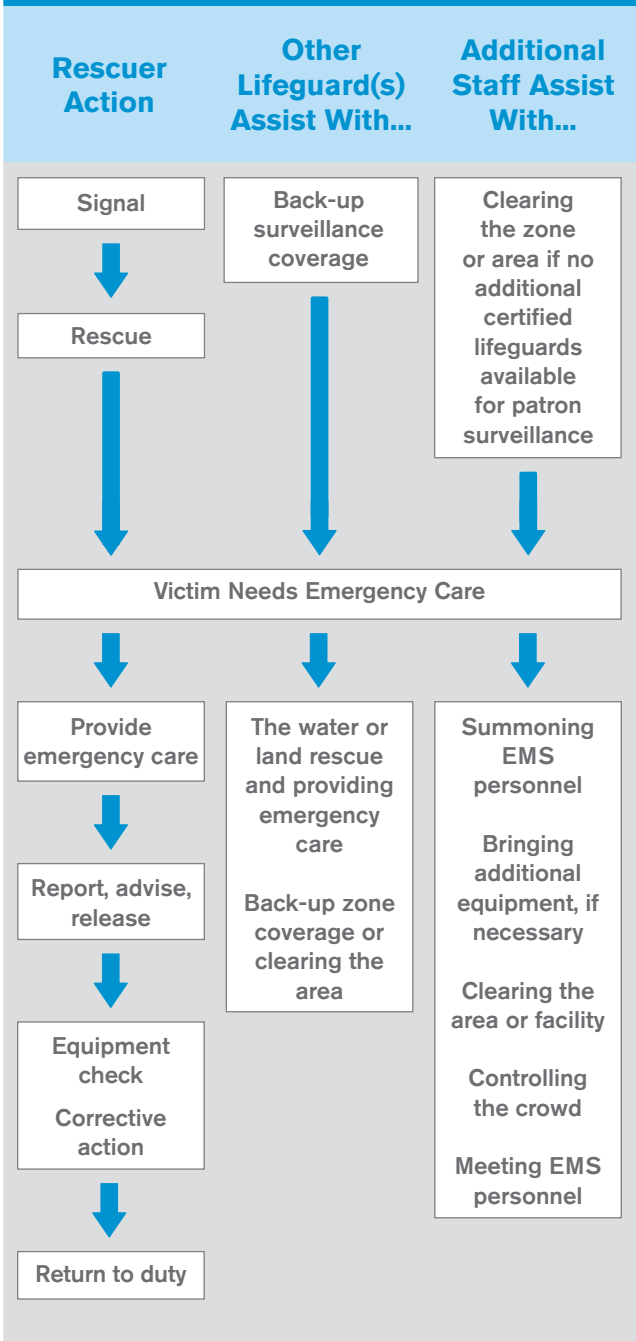 Rescuer
Action
Other
Lifeguard(s)
Assist With...
Additional
Staff Assist
With...
Signal
Rescue
Back-up
surveillance
coverage
Clearing
the zone
or area if no
additional
certified
lifeguards
available
for patron
surveillance
Victim Needs Emergency Care
Provide
emergency care
Report, advise,
release
Equipment
check
Corrective
action
Return to duty
The water or
land rescue
and providing
emergency
care
Back-up zone
coverage or
clearing the
area
Summoning
EMS
personnel
Bringing
additional
equipment, if
necessary
Clearing the
area or facility
Controlling
the crowd
Meeting EMS
personnel